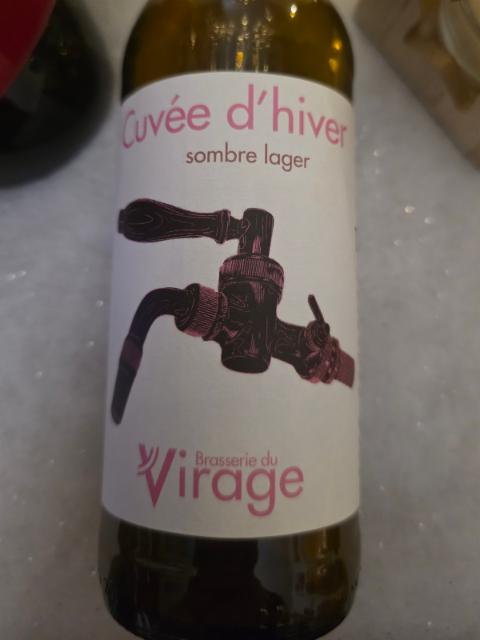 Cuvée d'hiver
sombre lager
Brasserie du
Virage